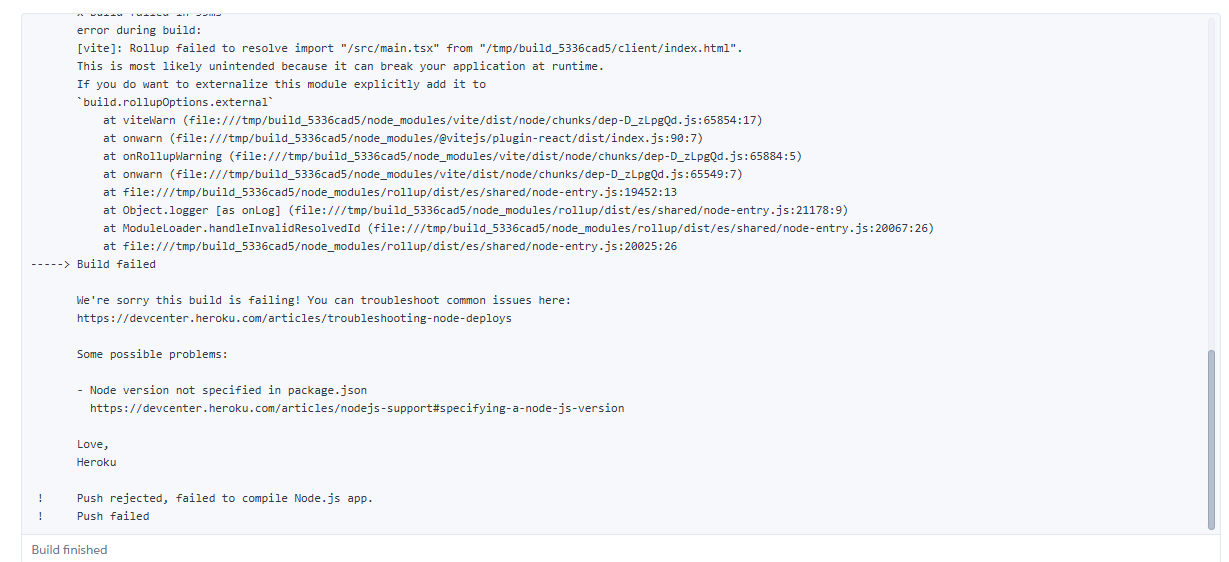 x Build failed in 99ms
error during build:
[vite]: Rollup failed to resolve import "/src/main.tsx" from "/tmp/build_5336cad5/client/index.html".
This is most likely unintended because it can break your application at runtime.
If you do want to externalize this module explicitly add it to
`build.rollupOptions.external`
at viteWarn (file:///tmp/build_5336cad5/node_modules/vite/dist/node/chunks/dep-D_zLpgQd.js:65854:17)
at onwarn (file:///tmp/build_5336cad5/node_modules/@vitejs/plugin-react/dist/index.js:90:7)
at onRollupWarning (file:///tmp/build_5336cad5/node_modules/vite/dist/node/chunks/dep-D_zLpgQd.js:65884:5)
at onwarn (file:///tmp/build_5336cad5/node_modules/vite/dist/node/chunks/dep-D_zLpgQd.js:65549:7)
at file:///tmp/build_5336cad5/node_modules/rollup/dist/es/shared/node-entry.js:19452:13
at Object.logger [as onLog] (file:///tmp/build_5336cad5/node_modules/rollup/dist/es/shared/node-entry.js:21178:9)
at ModuleLoader.handleInvalidResolvedId (file:///tmp/build_5336cad5/node_modules/rollup/dist/es/shared/node-entry.js:20067:26)
at file:///tmp/build_5336cad5/node_modules/rollup/dist/es/shared/node-entry.js:20025:26
-----> Build failed
We're sorry this build is failing! You can troubleshoot common issues here:
https://devcenter.heroku.com/articles/troubleshooting-node-deploys
Some possible problems:
- Node version not specified in package.json
https://devcenter.heroku.com/articles/nodejs-support#specifying-a-node-js-version
Love,
Heroku
! Push rejected, failed to compile Node.js app.
! Push failed
Build finished